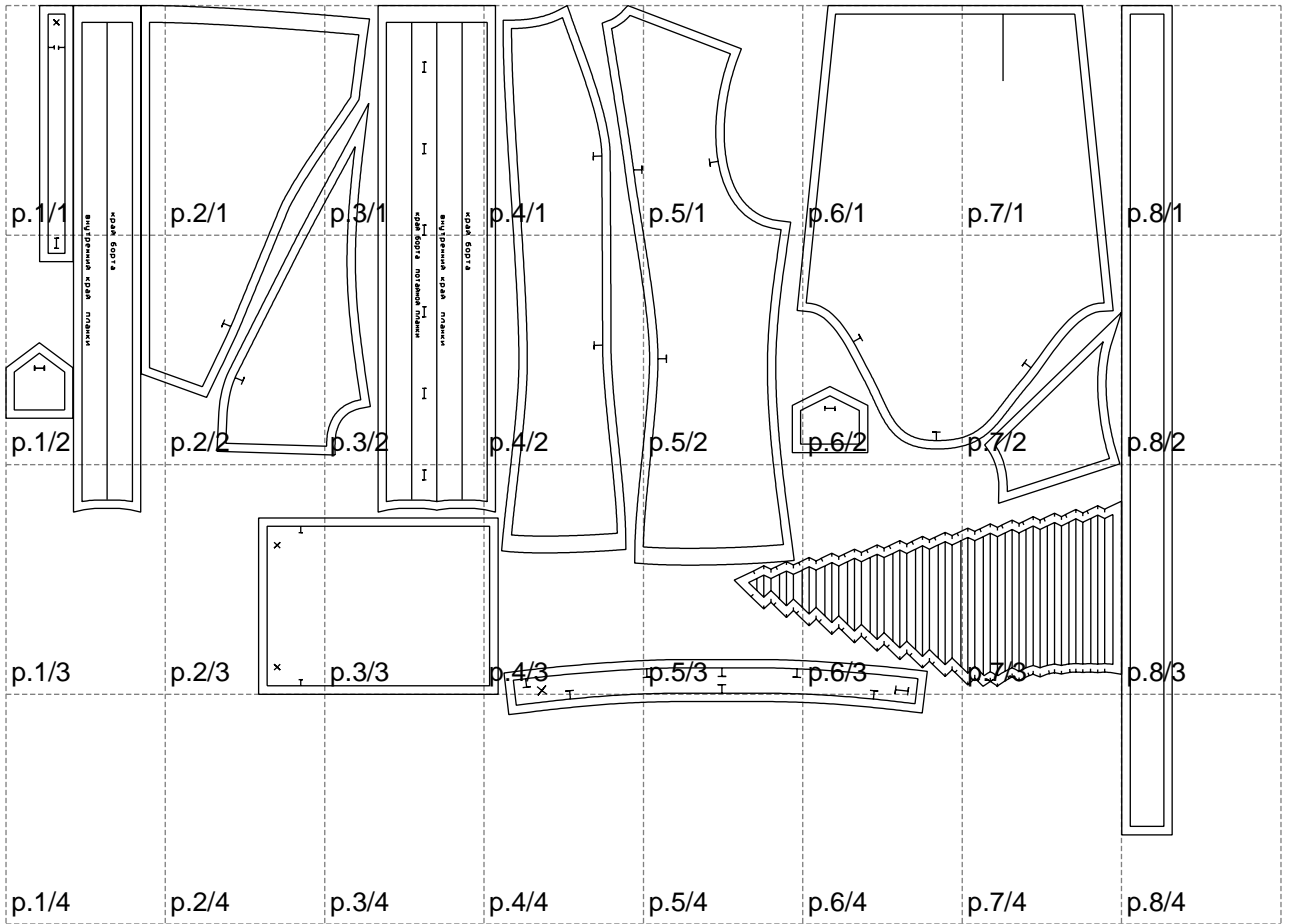 край борта
внутренний край планки
край борта
внутренний край планки
край борта потайной планки
p.1/1
p.2/1
p.3/1
p.4/1
p.5/1
p.6/1
p.7/1
p.8/1
p.1/2
p.2/2
p.3/2
p.4/2
p.5/2
p.6/2
p.7/2
p.8/2
p.1/3
p.2/3
p.3/3
p.4/3
p.5/3
p.6/3
p.7/3
p.8/3
p.1/4
p.2/4
p.3/4
p.4/4
p.5/4
p.6/4
p.7/4
p.8/4